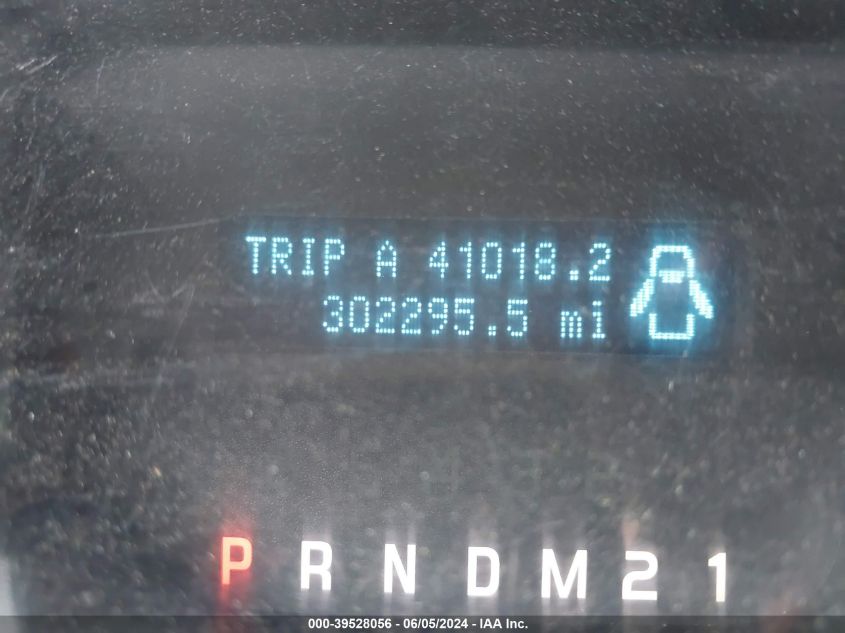 TRIP A 41018.2
302295.5 mi
P R N D M 2 1
000-39528056 - 06/05/2024 - IAA Inc.